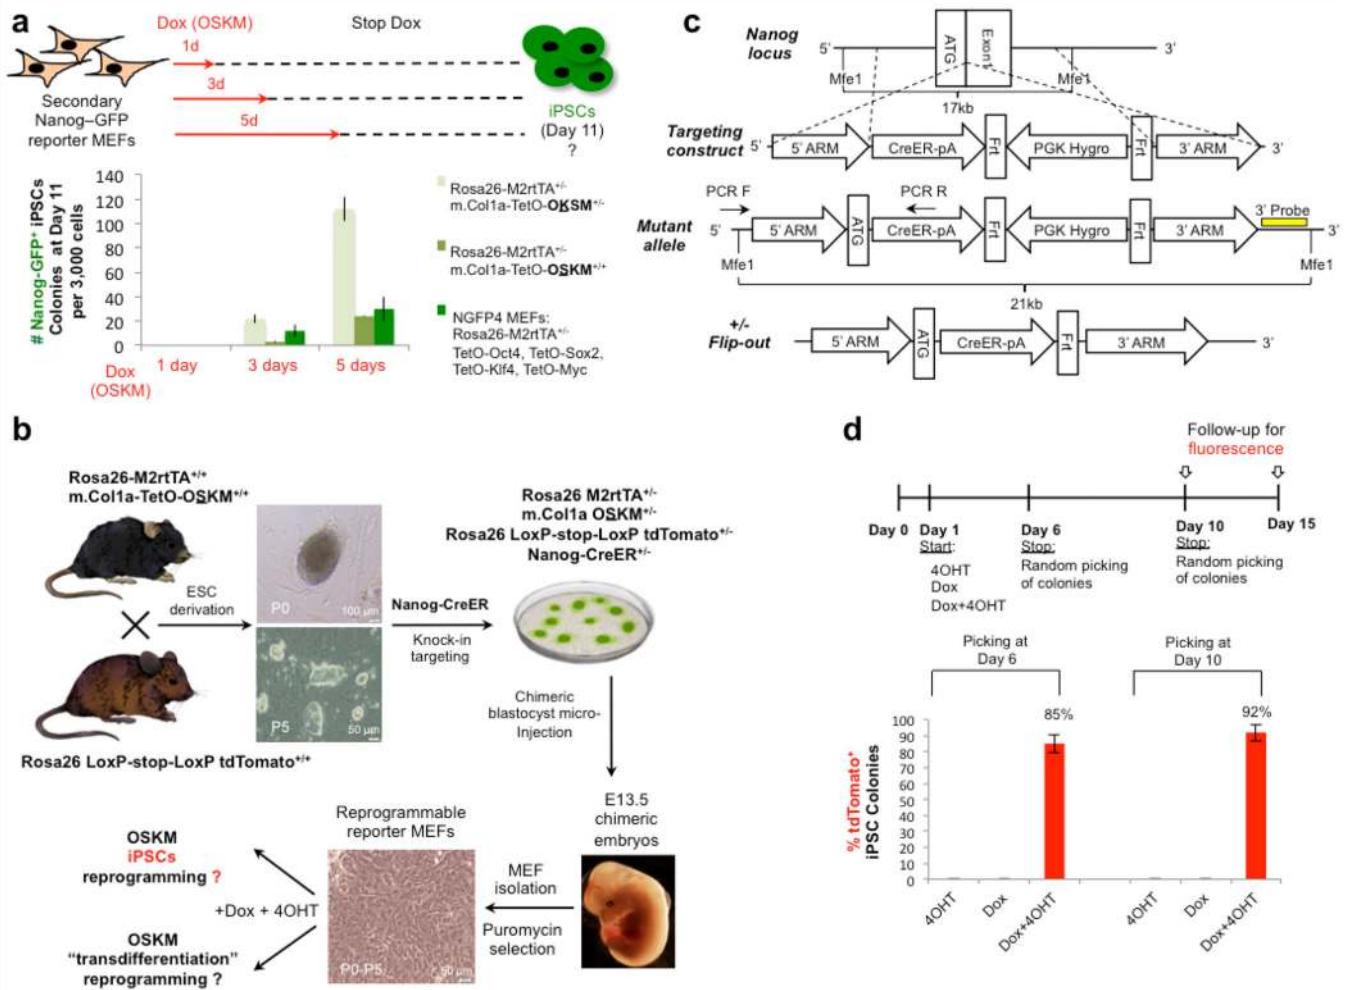 a
Dox (OSKM)
Stop Dox
1d
3d
5d
Secondary
Nanog–GFP
reporter MEFs
iPSCs
(Day 11)
?
# Nanog-GFP⁺ iPSCs
Colonies at Day 11
per 3,000 cells
140
120
100
80
60
40
20
0
Dox
(OSKM)
1 day
3 days
5 days
Rosa26-M2rtTA⁺/⁻
m.Col1a-TetO-OKSM⁺/⁻
Rosa26-M2rtTA⁺/⁻
m.Col1a-TetO-OSKM⁺/⁺
NGFP4 MEFs:
Rosa26-M2rtTA⁺/⁻
TetO-Oct4, TetO-Sox2,
TetO-Klf4, TetO-Myc
b
Rosa26-M2rtTA⁺/⁺
m.Col1a-TetO-OSKM⁺/⁺
ESC
derivation
P0
100 µm
P5
50 µm
Rosa26 LoxP-stop-LoxP tdTomato⁺/⁺
Nanog-CreER
Knock-in
targeting
Rosa26 M2rtTA⁺/⁻
m.Col1a OSKM⁺/⁻
Rosa26 LoxP-stop-LoxP tdTomato⁺/⁻
Nanog-CreER⁺/⁻
Chimeric
blastocyst micro-
Injection
E13.5
chimeric
embryos
MEF
isolation
Puromycin
selection
Reprogrammable
reporter MEFs
P0-P5
50 µm
+Dox + 4OHT
OSKM
iPSCs
reprogramming ?
OSKM
“transdifferentiation”
reprogramming ?
c
Nanog
locus
5’
ATG
Exon1
3’
Mfe1
Mfe1
17kb
Targeting
construct
5’
5’ ARM
CreER-pA
Frt
PGK Hygro
Frt
3’ ARM
3’
PCR F
PCR R
3’ Probe
Mutant
allele
5’
5’ ARM
ATG
CreER-pA
Frt
PGK Hygro
Frt
3’ ARM
3’
Mfe1
Mfe1
21kb
+/-
Flip-out
5’ ARM
ATG
CreER-pA
Frt
3’ ARM
3’
d
Follow-up for
fluorescence
Day 0
Day 1
Start:
4OHT
Dox
Dox+4OHT
Day 6
Stop:
Random picking
of colonies
Day 10
Stop:
Random picking
of colonies
Day 15
Picking at
Day 6
Picking at
Day 10
% tdTomato⁺
iPSC Colonies
100
90
80
70
60
50
40
30
20
10
0
85%
92%
4OHT
Dox
Dox+4OHT
4OHT
Dox
Dox+4OHT